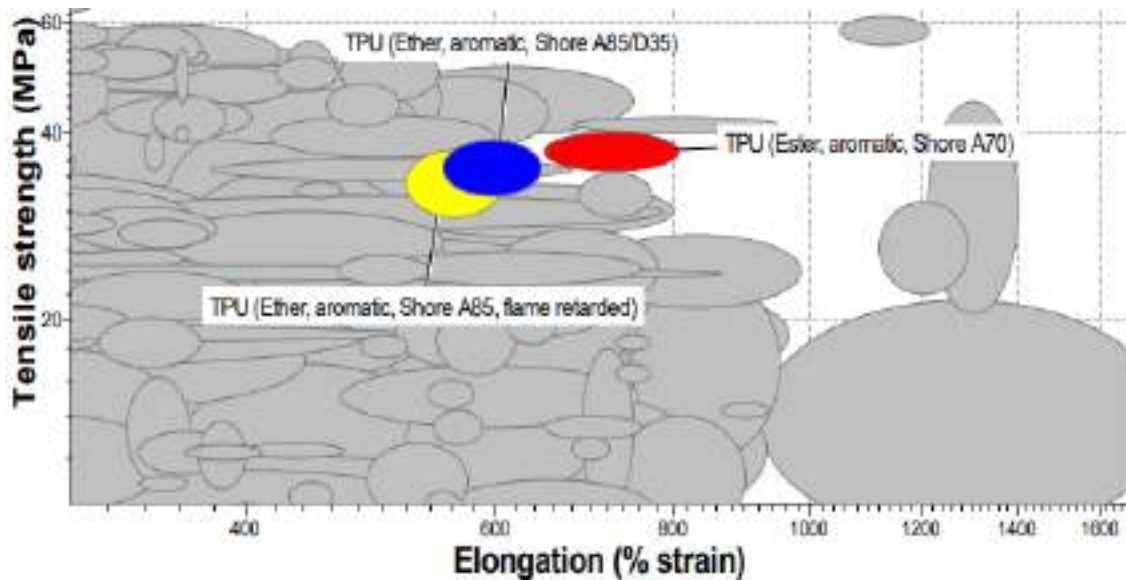 60
TPU (Ether, aromatic, Shore A85/D35)
40
TPU (Ester, aromatic, Shore A70)
TPU (Ether, aromatic, Shore A85, flame retarded)
20
Tensile strength (MPa)
400 600 800 1000 1200 1400 1600
Elongation (% strain)